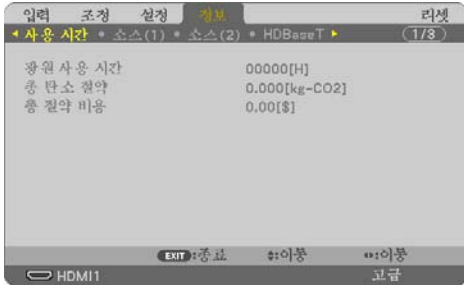 입력 조정 설정 정보 리셋
사용 시간 소스(1) 소스(2) HDBaseT (1/3)
광원 사용 시간 00000[H]
총 탄소 절약 0.000[kg-CO2]
총 절약 비용 0.00[$]
EXIT:종료 :이동 :이동
HDMI1 고급